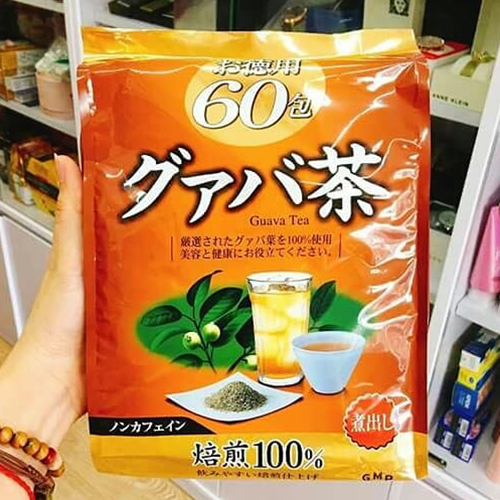 お徳用
60包
グァバ茶
Guava Tea
厳選されたグァバ葉を100%使用
美容と健康にお役立てください。
ノンカフェイン
煮出し
焙煎100%
飲みやすい焙煎仕上げ
GMP
ANNE KLEIN